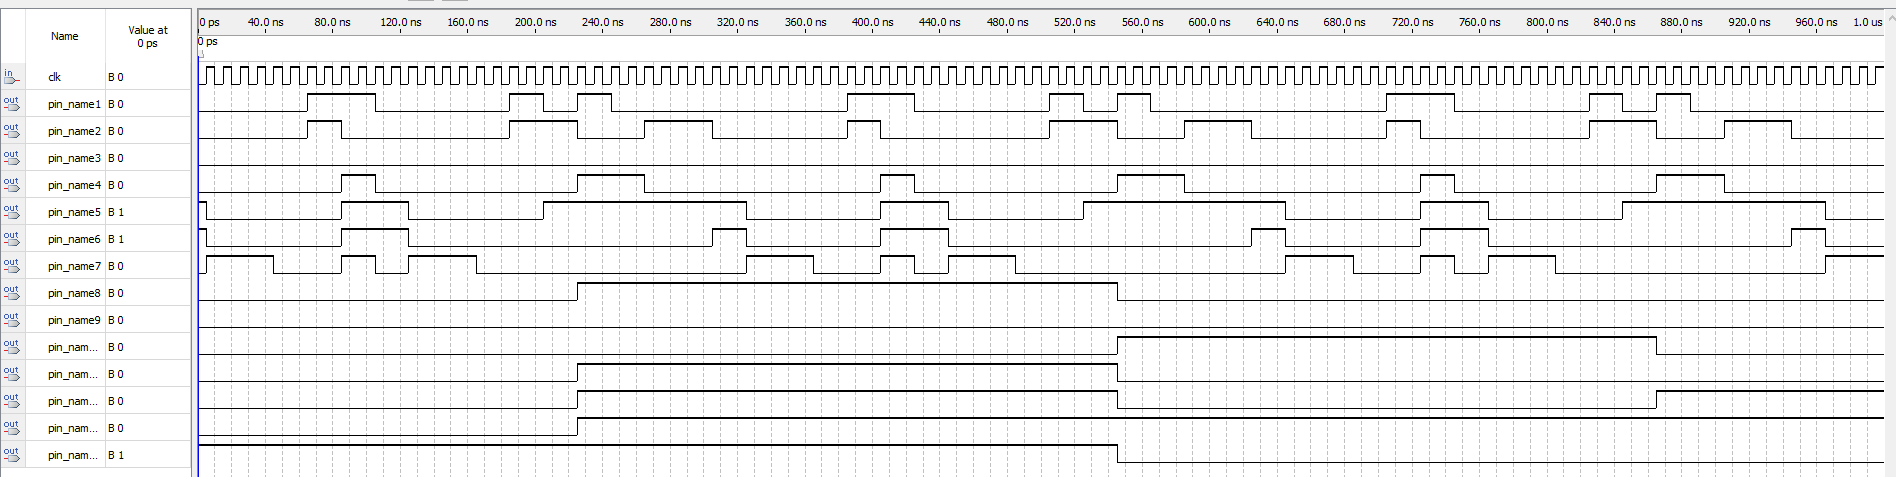 Name
Value at
0 ps
0 ps 40.0 ns 80.0 ns 120.0 ns 160.0 ns 200.0 ns 240.0 ns 280.0 ns 320.0 ns 360.0 ns 400.0 ns 440.0 ns 480.0 ns 520.0 ns 560.0 ns 600.0 ns 640.0 ns 680.0 ns 720.0 ns 760.0 ns 800.0 ns 840.0 ns 880.0 ns 920.0 ns 960.0 ns 1.0 us
0 ps
in clk B 0
out pin_name1 B 0
out pin_name2 B 0
out pin_name3 B 0
out pin_name4 B 0
out pin_name5 B 1
out pin_name6 B 1
out pin_name7 B 0
out pin_name8 B 0
out pin_name9 B 0
out pin_nam... B 0
out pin_nam... B 0
out pin_nam... B 0
out pin_nam... B 0
out pin_nam... B 1